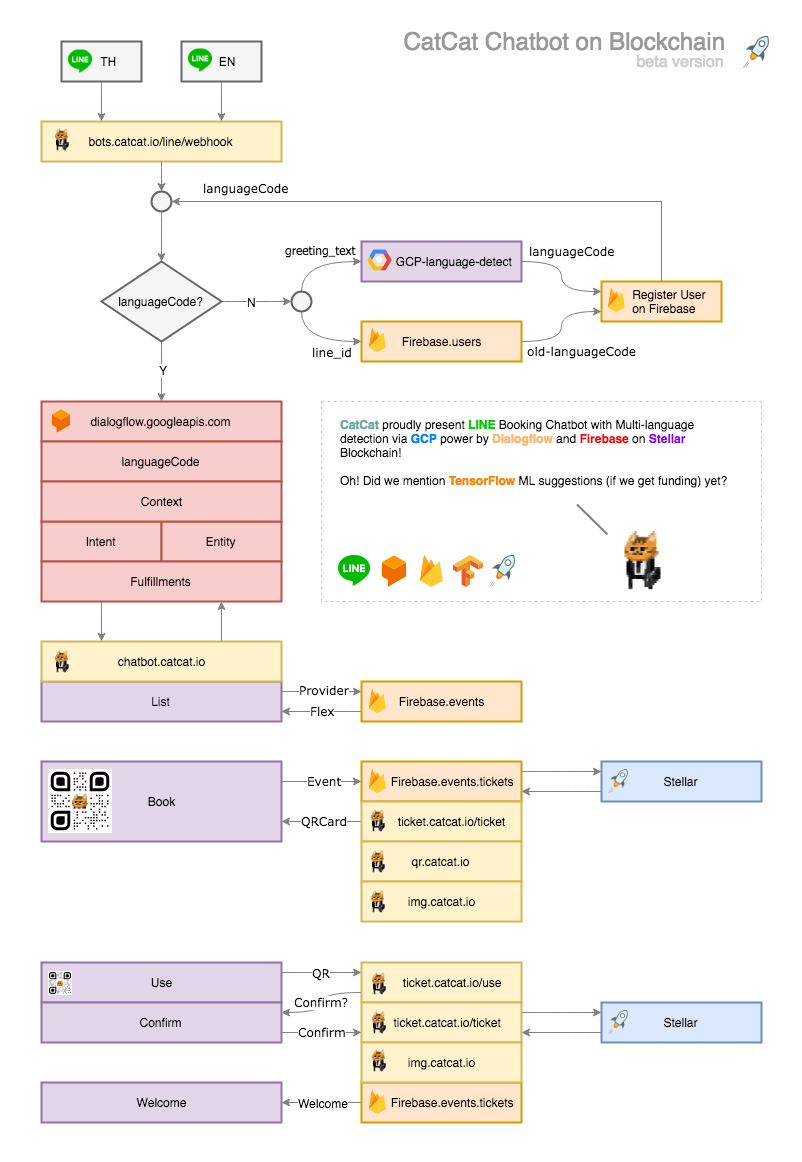 CatCat Chatbot on Blockchain
beta version
LINE TH
LINE EN
bots.catcat.io/line/webhook
languageCode
greeting_text
GCP-language-detect
languageCode
languageCode?
N
Register User
on Firebase
line_id
Firebase.users
old-languageCode
Y
dialogflow.googleapis.com
languageCode
Context
Intent
Entity
Fulfillments
CatCat proudly present LINE Booking Chatbot with Multi-language
detection via GCP power by Dialogflow and Firebase on Stellar
Blockchain!
Oh! Did we mention TensorFlow ML suggestions (if we get funding) yet?
LINE
chatbot.catcat.io
List
Provider
Flex
Firebase.events
Book
Event
QRCard
Firebase.events.tickets
ticket.catcat.io/ticket
qr.catcat.io
img.catcat.io
Stellar
Use
QR
ticket.catcat.io/use
Confirm?
Confirm
Confirm
ticket.catcat.io/ticket
Stellar
img.catcat.io
Welcome
Welcome
Firebase.events.tickets